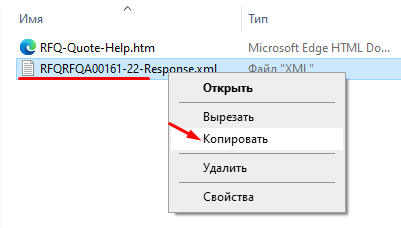 Имя Тип
RFQ-Quote-Help.htm Microsoft Edge HTML Do...
RFQRFQA00161-22-Response.xml Файл "XML"
Открыть
Вырезать
Копировать
Удалить
Свойства